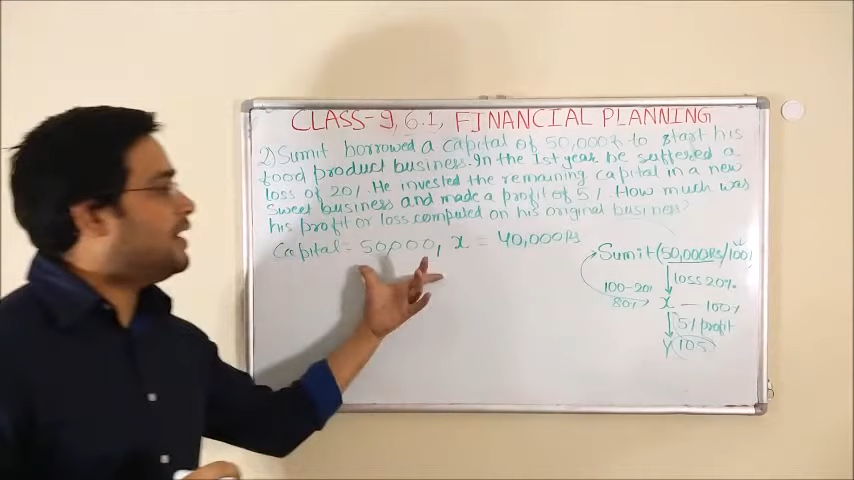 CLASS-9, 6.1, FINANCIAL PLANNING
2) Sumit borrowed a capital of 50,000₹ to start his
food product business. In the 1st year he suffered a
loss of 20%. He invested the remaining capital in a new
sweet business and made a profit of 5%. How much was
his profit or loss computed on his original business?
Capital = 50,000, x = 40,000Rs
Sumit (50,000Rs) 100%
loss 20%
100-20%
80%
x — 100%
5% profit
Y 105